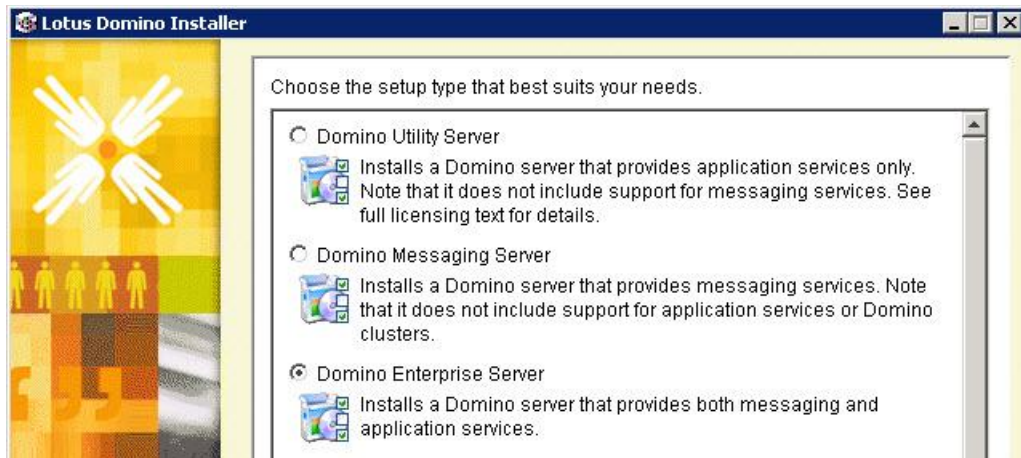 Lotus Domino Installer
Choose the setup type that best suits your needs.
Domino Utility Server
Installs a Domino server that provides application services only.
Note that it does not include support for messaging services. See
full licensing text for details.
Domino Messaging Server
Installs a Domino server that provides messaging services. Note
that it does not include support for application services or Domino
clusters.
Domino Enterprise Server
Installs a Domino server that provides both messaging and
application services.